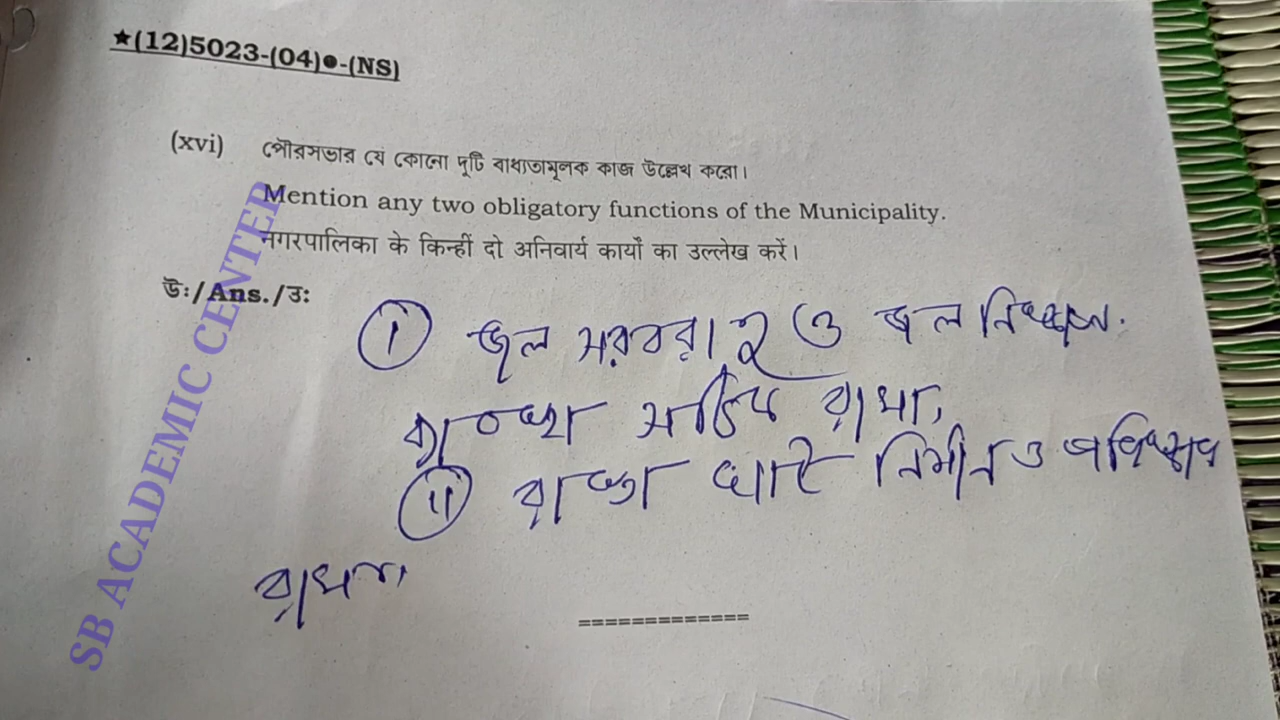 ★(12)5023-(04)●-(NS)
(xvi) পৌরসভার যে কোনো দুটি বাধ্যতামূলক কাজ উল্লেখ করো।
Mention any two obligatory functions of the Municipality.
नगरपालिका के किन्हीं दो अनिवार्य कार्यों का उल्लेख करें।
উঃ/Ans./उ:
(i) জল সরবরাহ ও জল নিষ্কাশন
ব্যবস্থা সঠিক রাখা,
(ii) রাস্তা ঘাট নির্মান ও পরিষ্কার
রাখা,
=============
SB ACADEMIC CENTER